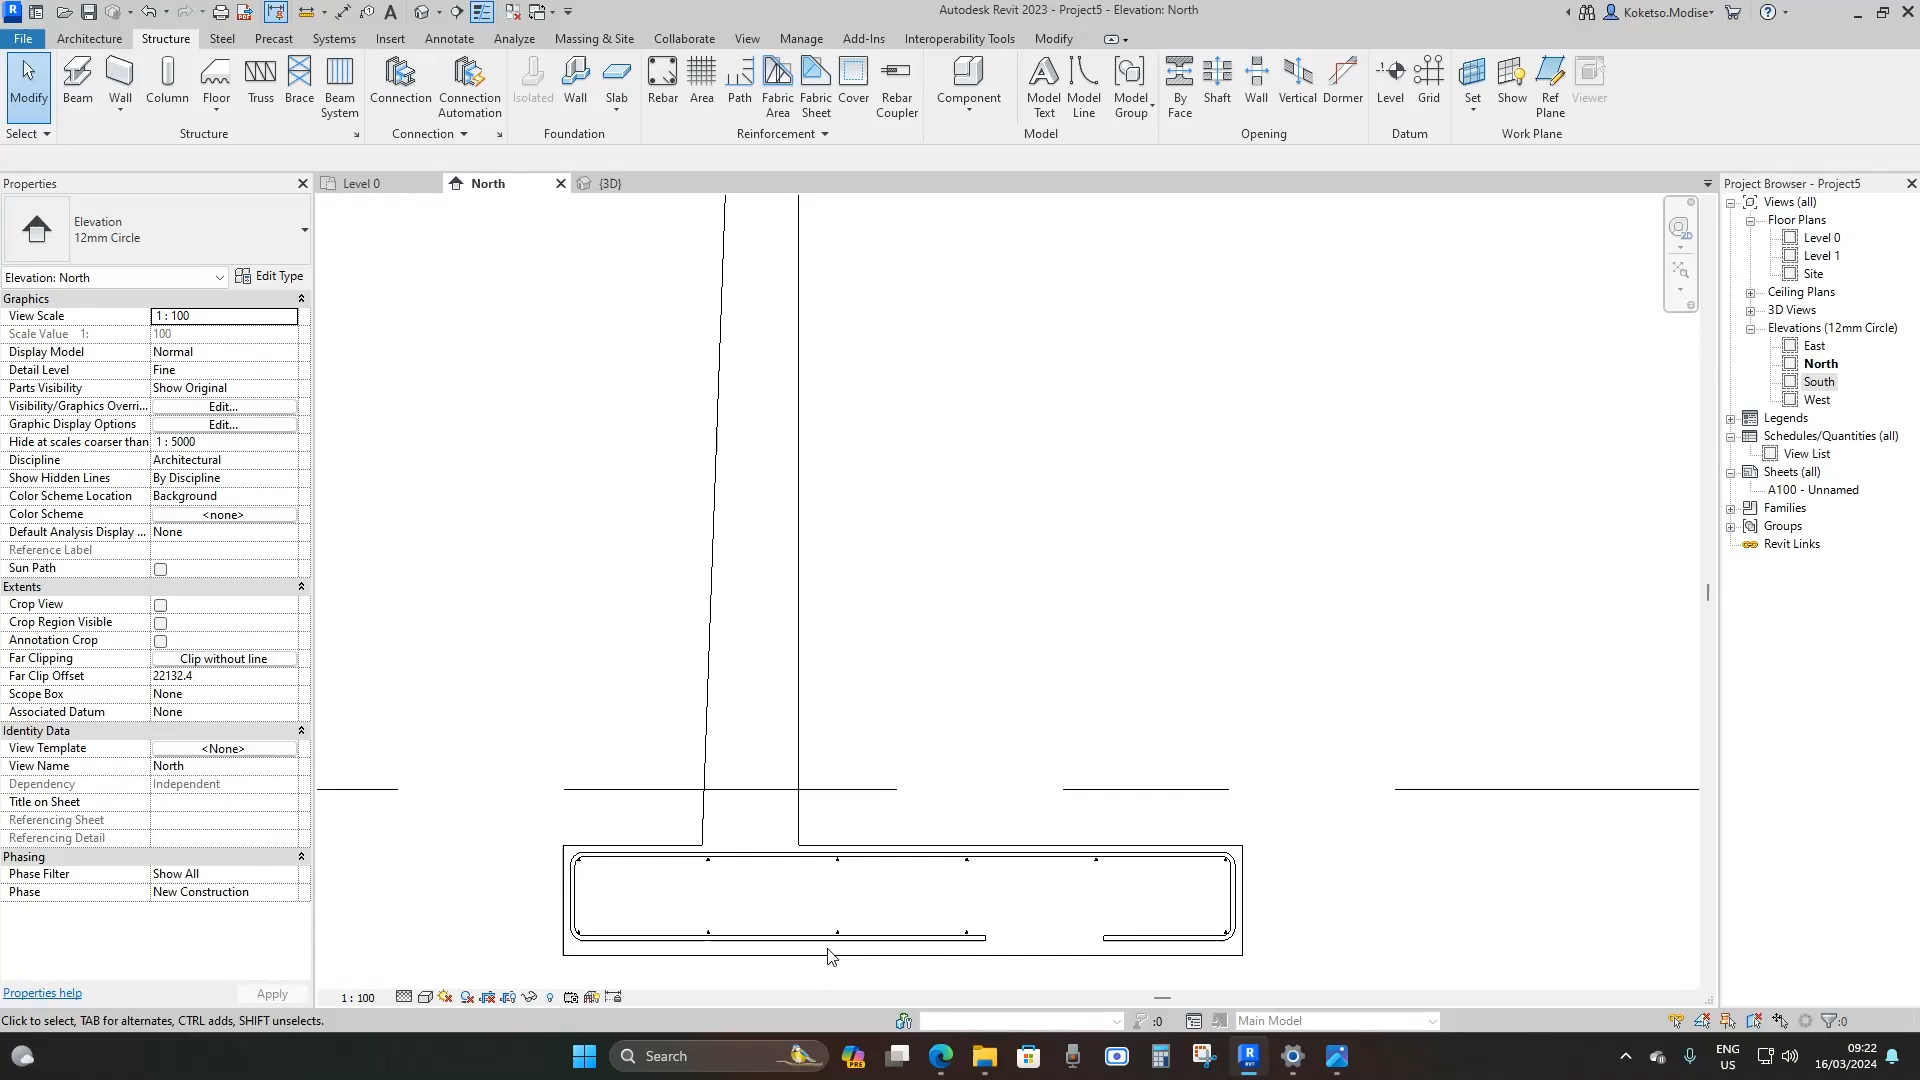 Autodesk Revit 2023 - Project5 - Elevation: North
Koketso.Modise
File Architecture Structure Steel Precast Systems Insert Annotate Analyze Massing & Site Collaborate View Manage Add-Ins Interoperability Tools Modify
Modify Beam Wall Column Floor Truss Brace Beam System Connection Connection Automation Isolated Wall Slab Rebar Area Path Fabric Area Fabric Sheet Cover Rebar Coupler Component Model Text Model Line Model Group By Face Shaft Wall Vertical Dormer Level Grid Set Show Ref Plane Viewer
Select Structure Connection Foundation Reinforcement Model Opening Datum Work Plane
Properties
Level 0 North {3D}
Project Browser - Project5
Elevation
12mm Circle
Elevation: North Edit Type
Graphics
View Scale 1 : 100
Scale Value 1: 100
Display Model Normal
Detail Level Fine
Parts Visibility Show Original
Visibility/Graphics Overri... Edit...
Graphic Display Options Edit...
Hide at scales coarser than 1 : 5000
Discipline Architectural
Show Hidden Lines By Discipline
Color Scheme Location Background
Color Scheme <none>
Default Analysis Display ... None
Reference Label
Sun Path
Extents
Crop View
Crop Region Visible
Annotation Crop
Far Clipping Clip without line
Far Clip Offset 22132.4
Scope Box None
Associated Datum None
Identity Data
View Template <None>
View Name North
Dependency Independent
Title on Sheet
Referencing Sheet
Referencing Detail
Phasing
Phase Filter Show All
Phase New Construction
Properties help Apply
2D
Views (all)
Floor Plans
Level 0
Level 1
Site
Ceiling Plans
3D Views
Elevations (12mm Circle)
East
North
South
West
Legends
Schedules/Quantities (all)
View List
Sheets (all)
A100 - Unnamed
Families
Groups
Revit Links
1 : 100
Click to select, TAB for alternates, CTRL adds, SHIFT unselects.
:0 Main Model :0
Search
PRE
ENG
US
09:22
16/03/2024